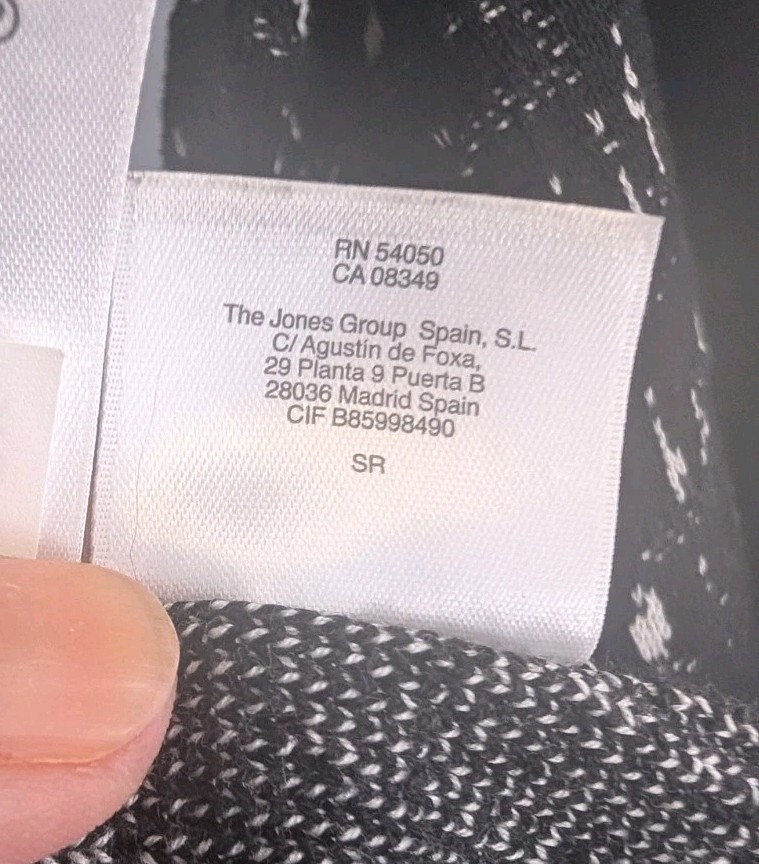 RN 54050
CA 08349
The Jones Group Spain, S.L.
C/ Agustin de Foxa,
29 Planta 9 Puerta B
28036 Madrid Spain
CIF B85998490
SR